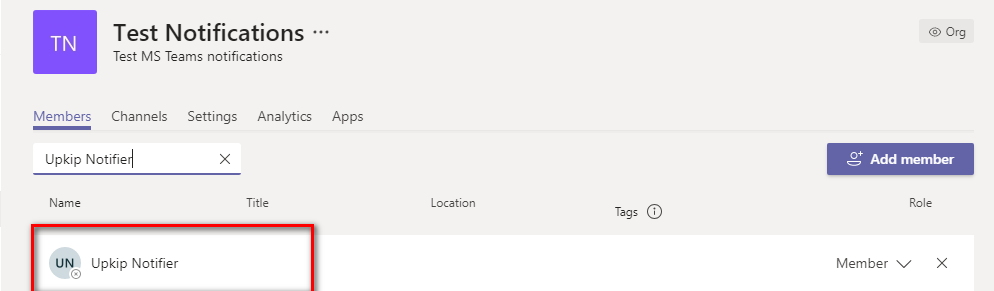 TN
Test Notifications ...
Test MS Teams notifications
Org
Members Channels Settings Analytics Apps
Upkip Notifier
Add member
Name Title Location Tags Role
UN Upkip Notifier Member